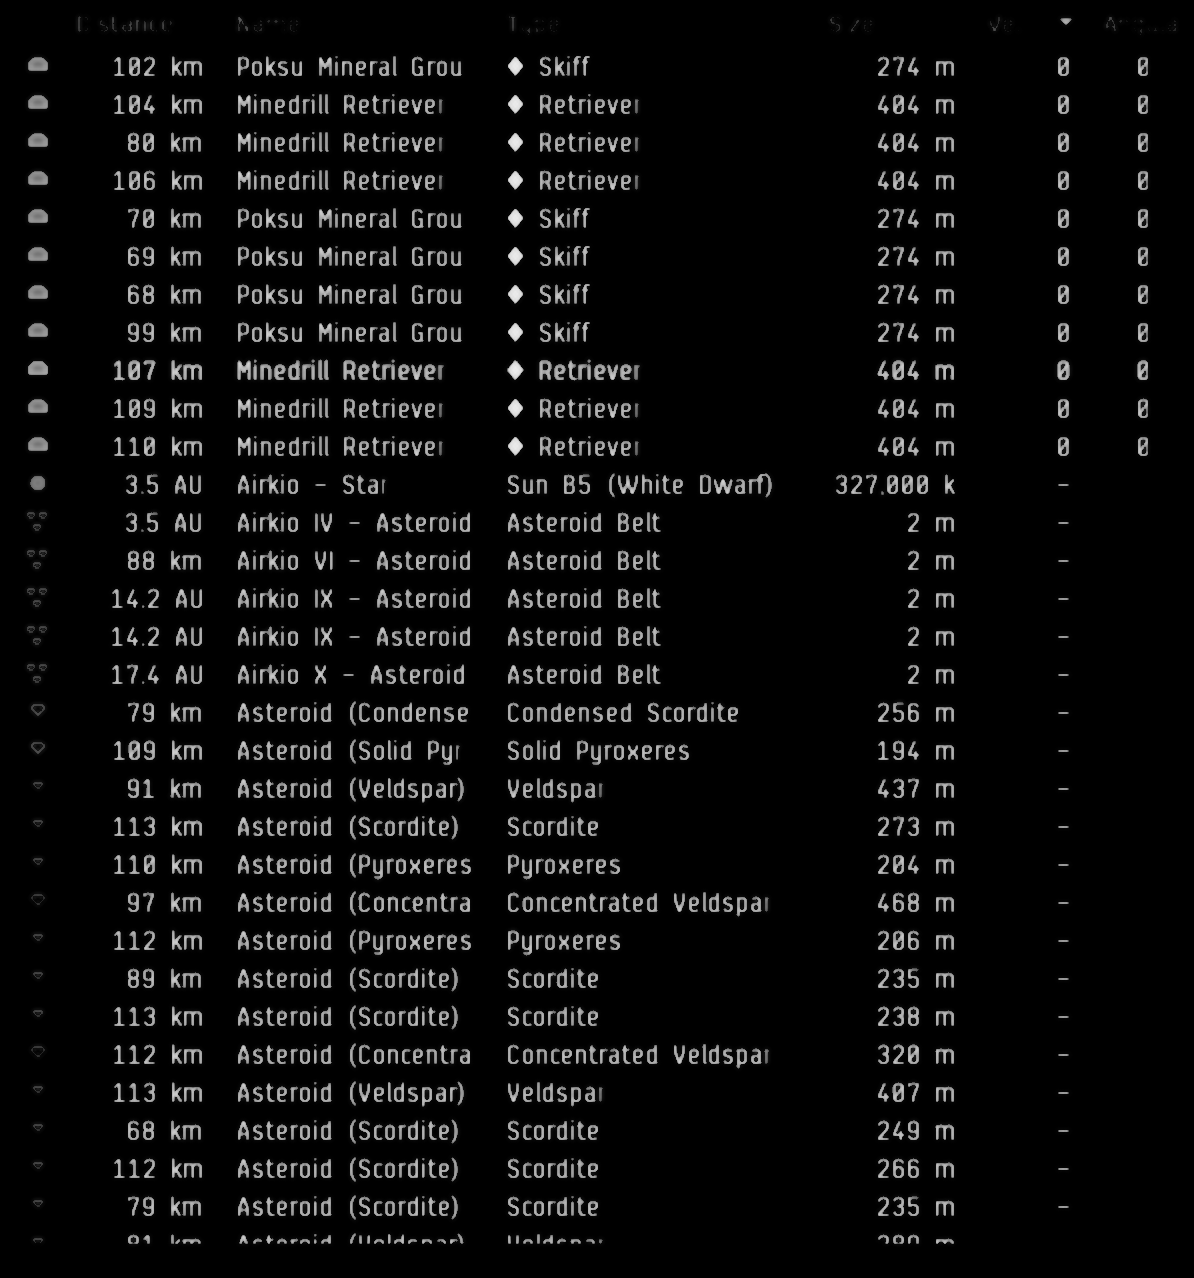 Distance Name Type Size Ve Angula
102 km Poksu Mineral Grou Skiff 274 m 0 0
104 km Minedrill Retriever Retriever 404 m 0 0
80 km Minedrill Retriever Retriever 404 m 0 0
106 km Minedrill Retriever Retriever 404 m 0 0
70 km Poksu Mineral Grou Skiff 274 m 0 0
69 km Poksu Mineral Grou Skiff 274 m 0 0
68 km Poksu Mineral Grou Skiff 274 m 0 0
99 km Poksu Mineral Grou Skiff 274 m 0 0
107 km Minedrill Retriever Retriever 404 m 0 0
109 km Minedrill Retriever Retriever 404 m 0 0
110 km Minedrill Retriever Retriever 404 m 0 0
3.5 AU Airkio - Star Sun B5 (White Dwarf) 327,000 k -
3.5 AU Airkio IV - Asteroid Asteroid Belt 2 m -
88 km Airkio VI - Asteroid Asteroid Belt 2 m -
14.2 AU Airkio IX - Asteroid Asteroid Belt 2 m -
14.2 AU Airkio IX - Asteroid Asteroid Belt 2 m -
17.4 AU Airkio X - Asteroid Asteroid Belt 2 m -
79 km Asteroid (Condense Condensed Scordite 256 m -
109 km Asteroid (Solid Pyr Solid Pyroxeres 194 m -
91 km Asteroid (Veldspar) Veldspar 437 m -
113 km Asteroid (Scordite) Scordite 273 m -
110 km Asteroid (Pyroxeres Pyroxeres 204 m -
97 km Asteroid (Concentra Concentrated Veldspar 468 m -
112 km Asteroid (Pyroxeres Pyroxeres 206 m -
89 km Asteroid (Scordite) Scordite 235 m -
113 km Asteroid (Scordite) Scordite 238 m -
112 km Asteroid (Concentra Concentrated Veldspar 320 m -
113 km Asteroid (Veldspar) Veldspar 407 m -
68 km Asteroid (Scordite) Scordite 249 m -
112 km Asteroid (Scordite) Scordite 266 m -
79 km Asteroid (Scordite) Scordite 235 m -
km Asteroid (Veldspar) Veldspar m